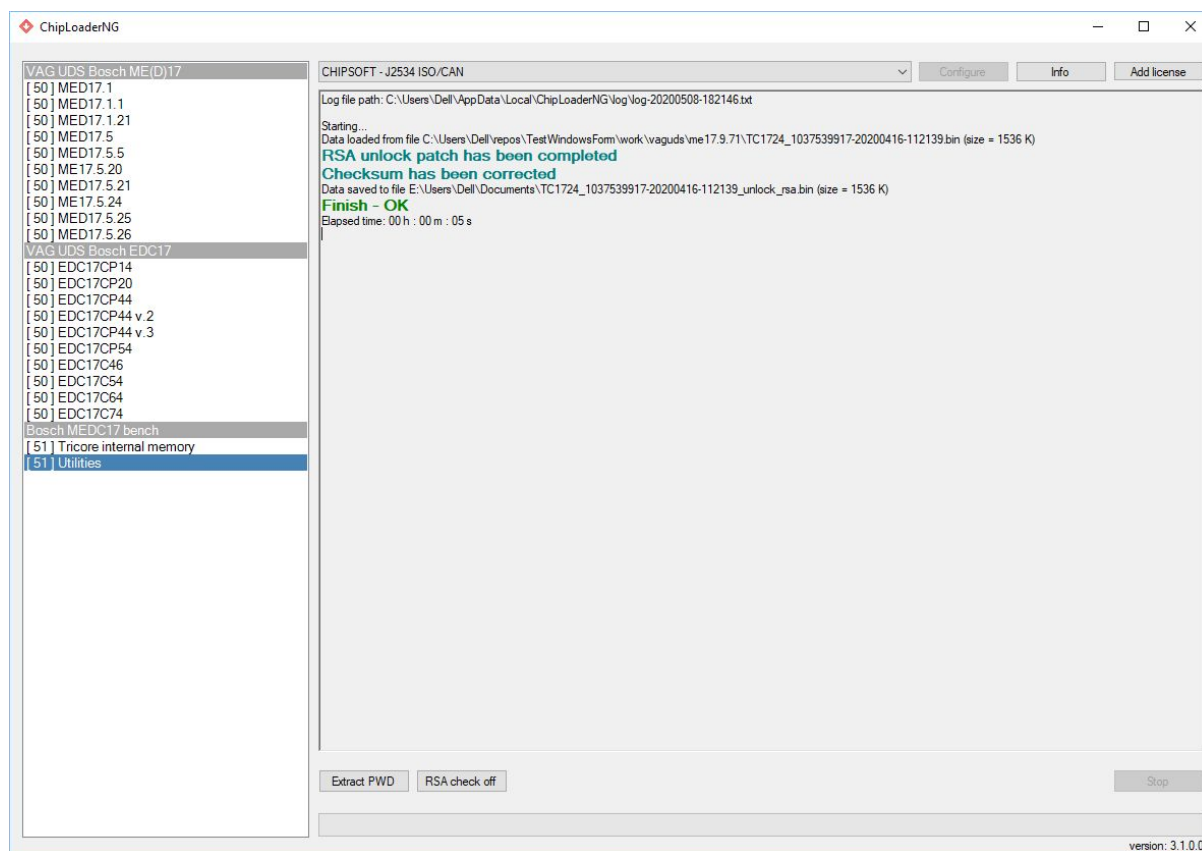 ChipLoaderNG
VAG UDS Bosch ME(D)17
[ 50 ] MED17.1
[ 50 ] MED17.1.1
[ 50 ] MED17.1.21
[ 50 ] MED17.5
[ 50 ] MED17.5.5
[ 50 ] ME17.5.20
[ 50 ] MED17.5.21
[ 50 ] ME17.5.24
[ 50 ] MED17.5.25
[ 50 ] MED17.5.26
VAG UDS Bosch EDC17
[ 50 ] EDC17CP14
[ 50 ] EDC17CP20
[ 50 ] EDC17CP44
[ 50 ] EDC17CP44 v.2
[ 50 ] EDC17CP44 v.3
[ 50 ] EDC17CP54
[ 50 ] EDC17C46
[ 50 ] EDC17C54
[ 50 ] EDC17C64
[ 50 ] EDC17C74
Bosch MEDC17 bench
[ 51 ] Tricore internal memory
[ 51 ] Utilities
CHIPSOFT - J2534 ISO/CAN
Configure
Info
Add license
Log file path: C:\Users\Dell\AppData\Local\ChipLoaderNG\log\log-20200508-182146.txt
Starting...
Data loaded from file C:\Users\Dell\repos\TestWindowsForm\work\vaguds\me17.9.71\TC1724_1037539917-20200416-112139.bin (size = 1536 K)
RSA unlock patch has been completed
Checksum has been corrected
Data saved to file E:\Users\Dell\Documents\TC1724_1037539917-20200416-112139_unlock_rsa.bin (size = 1536 K)
Finish - OK
Elapsed time: 00 h : 00 m : 05 s
Extract PWD
RSA check off
Stop
version: 3.1.0.0